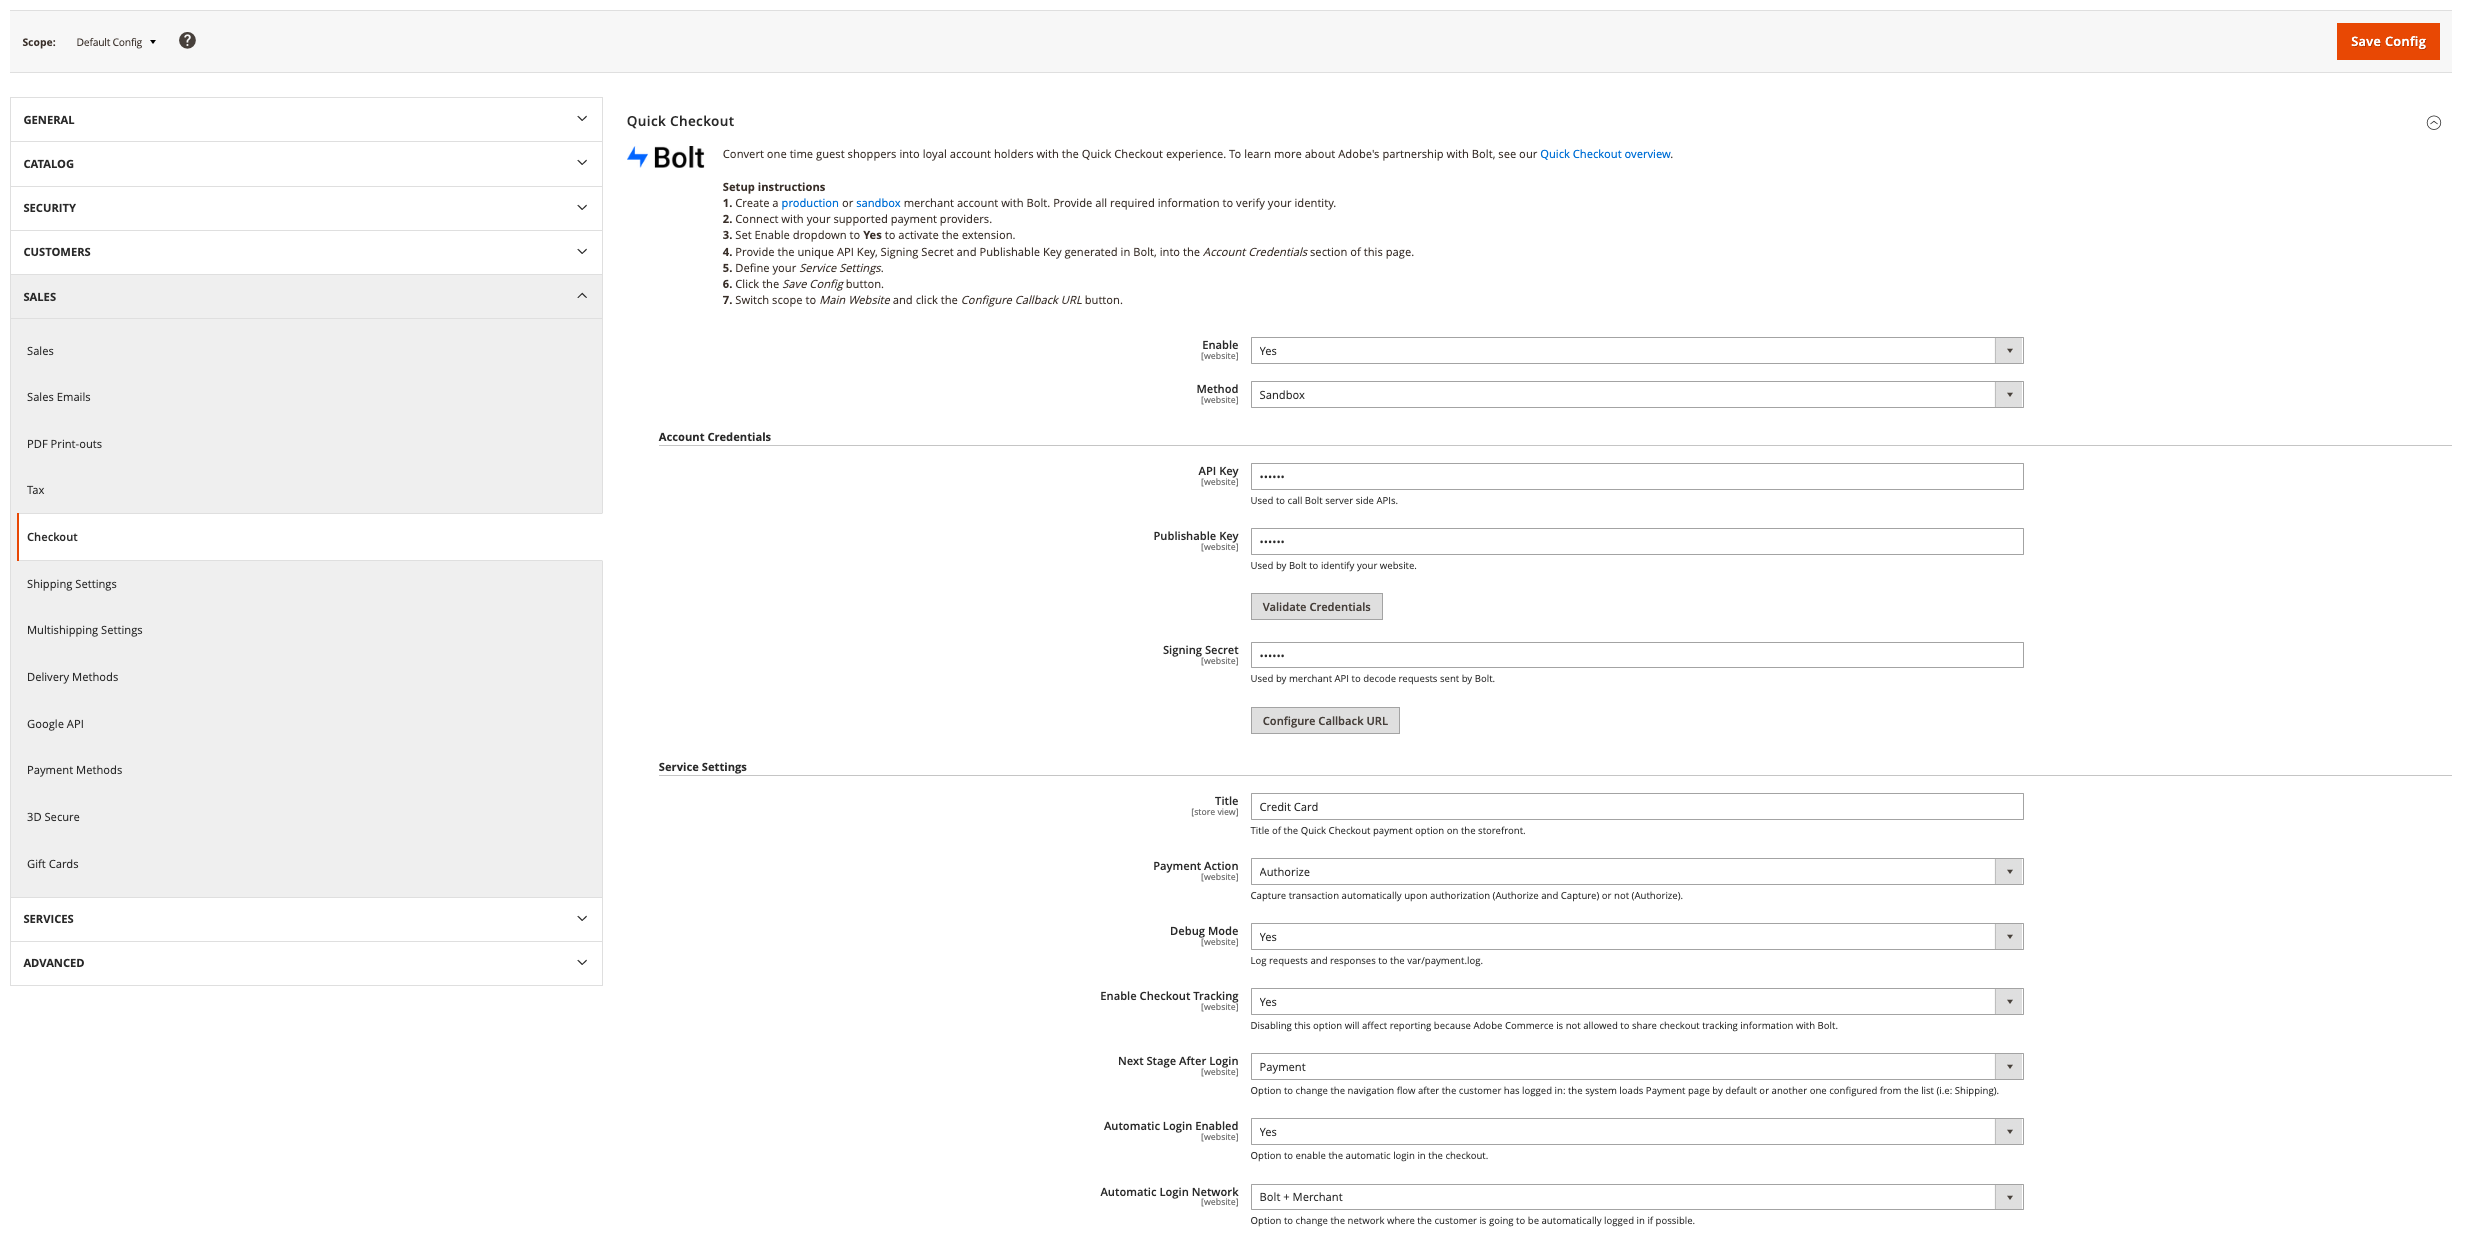 Scope: Default Config
Save Config
GENERAL
CATALOG
SECURITY
CUSTOMERS
SALES
Sales
Sales Emails
PDF Print-outs
Tax
Checkout
Shipping Settings
Multishipping Settings
Delivery Methods
Google API
Payment Methods
3D Secure
Gift Cards
SERVICES
ADVANCED
Quick Checkout
Bolt
Convert one time guest shoppers into loyal account holders with the Quick Checkout experience. To learn more about Adobe's partnership with Bolt, see our Quick Checkout overview.
Setup instructions
1. Create a production or sandbox merchant account with Bolt. Provide all required information to verify your identity.
2. Connect with your supported payment providers.
3. Set Enable dropdown to Yes to activate the extension.
4. Provide the unique API Key, Signing Secret and Publishable Key generated in Bolt, into the Account Credentials section of this page.
5. Define your Service Settings.
6. Click the Save Config button.
7. Switch scope to Main Website and click the Configure Callback URL button.
Enable
[website]
Yes
Method
[website]
Sandbox
Account Credentials
API Key
[website]
••••••
Used to call Bolt server side APIs.
Publishable Key
[website]
••••••
Used by Bolt to identify your website.
Validate Credentials
Signing Secret
[website]
••••••
Used by merchant API to decode requests sent by Bolt.
Configure Callback URL
Service Settings
Title
[store view]
Credit Card
Title of the Quick Checkout payment option on the storefront.
Payment Action
[website]
Authorize
Capture transaction automatically upon authorization (Authorize and Capture) or not (Authorize).
Debug Mode
[website]
Yes
Log requests and responses to the var/payment.log.
Enable Checkout Tracking
[website]
Yes
Disabling this option will affect reporting because Adobe Commerce is not allowed to share checkout tracking information with Bolt.
Next Stage After Login
[website]
Payment
Option to change the navigation flow after the customer has logged in: the system loads Payment page by default or another one configured from the list (i.e: Shipping).
Automatic Login Enabled
[website]
Yes
Option to enable the automatic login in the checkout.
Automatic Login Network
[website]
Bolt + Merchant
Option to change the network where the customer is going to be automatically logged in if possible.